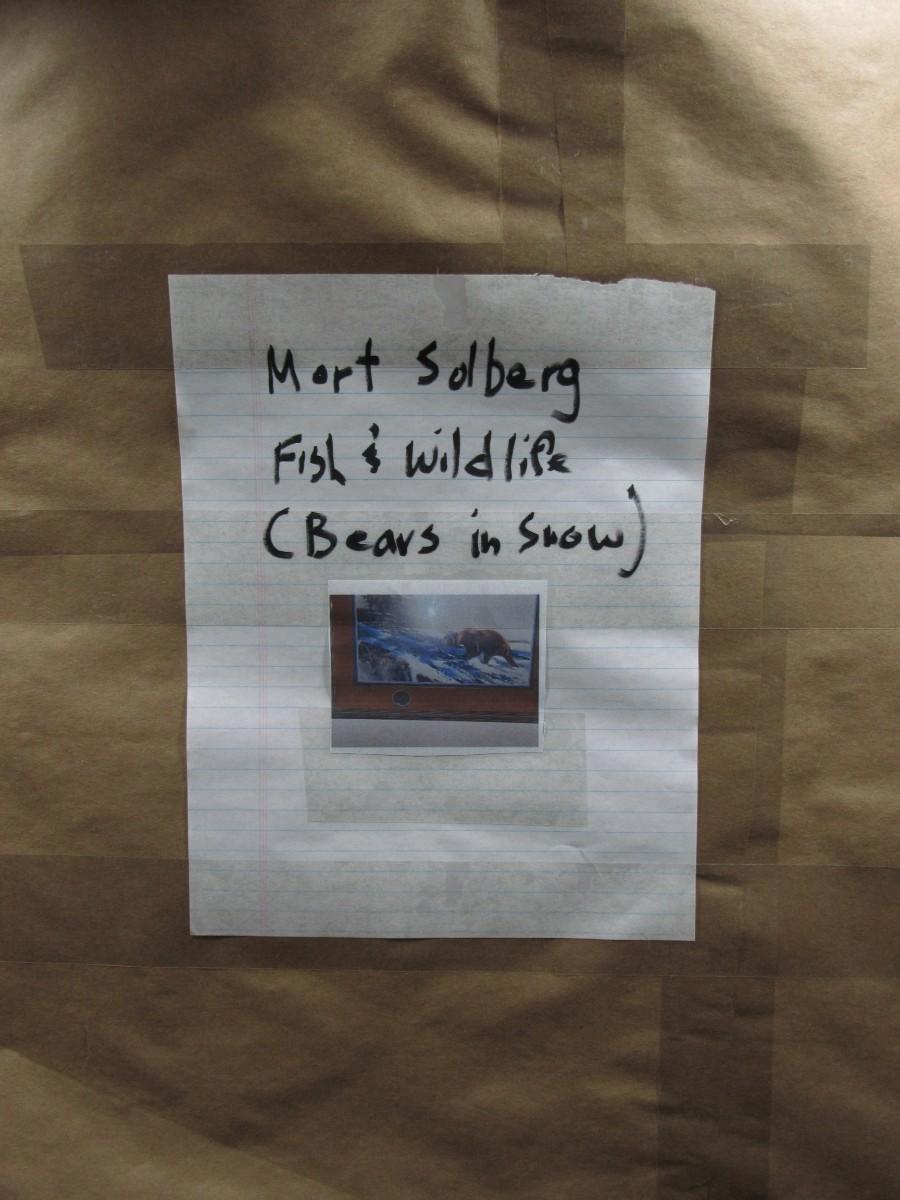 Mort Solberg
Fish & Wildlife
(Bears in Snow)